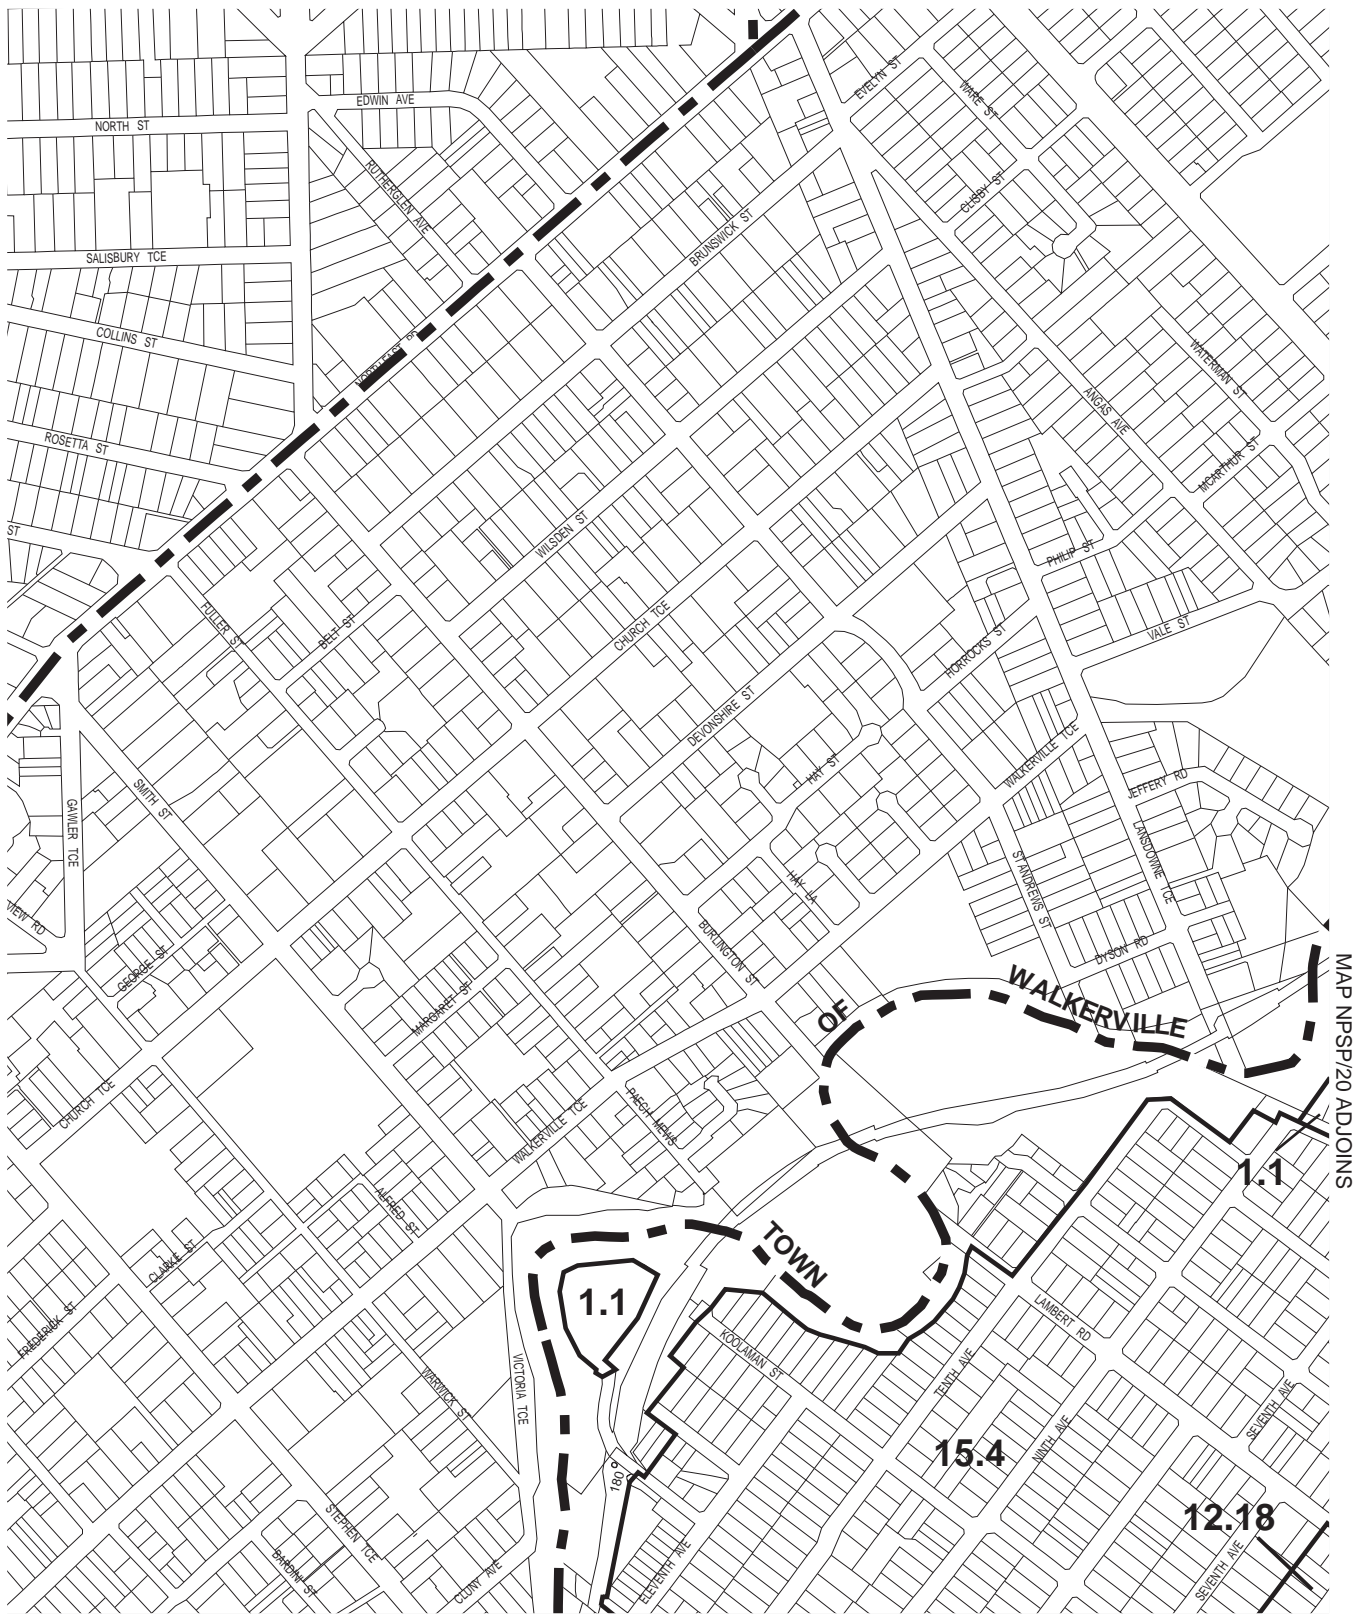 EVELYN ST
WARE ST
EDWIN AVE
NORTH ST
RUTHERGLEN AVE
CLISBY ST
BRUNSWICK ST
SALISBURY TCE
COLLINS ST
WATERMAN ST
ANGAS AVE
ROSETTA ST
MCARTHUR ST
ST
WILSDEN ST
PHILIP ST
FULLER ST
BELT ST
CHURCH TCE
VALE ST
HORROCKS ST
DEVONSHIRE ST
HAY ST
WALKERVILLE TCE
JEFFERY RD
SMITH ST
GAWLER TCE
LANSDOWNE TCE
ST ANDREWS ST
HAY LA
VIEW RD
BURLINGTON ST
DYSON RD
GEORGE ST
MARGARET ST
OF
WALKERVILLE
MAP NPSP/20 ADJOINS
CHURCH TCE
PAECH MEWS
WALKERVILLE TCE
1.1
ALFRED ST
TOWN
CLARKE ST
1.1
FREDERICK ST
LAMBERT RD
KOOLAMAN ST
VICTORIA TCE
WARWICK ST
TENTH AVE
NINTH AVE
SEVENTH AVE
15.4
180
12.18
STEPHEN TCE
BARDINI ST
CLUNY AVE
ELEVENTH AVE
SEVENTH AVE